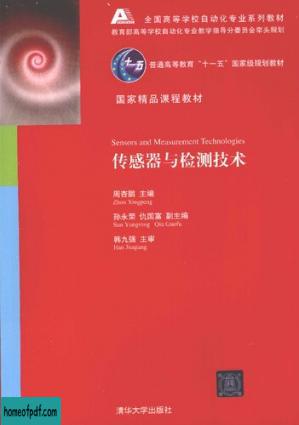 全国高等学校自动化专业系列教材
教育部高等学校自动化专业教学指导分委员会牵头规划
十一五
普通高等教育“十一五”国家级规划教材
国家精品课程教材
Sensors and Measurement Technologies
传感器与检测技术
周杏鹏 主编
Zhou Xingpeng
孙永荣 仇国富 副主编
Sun Yongrong Qiu Guofu
韩九强 主审
Han Jiuqiang
清华大学出版社
homeofpdf.com